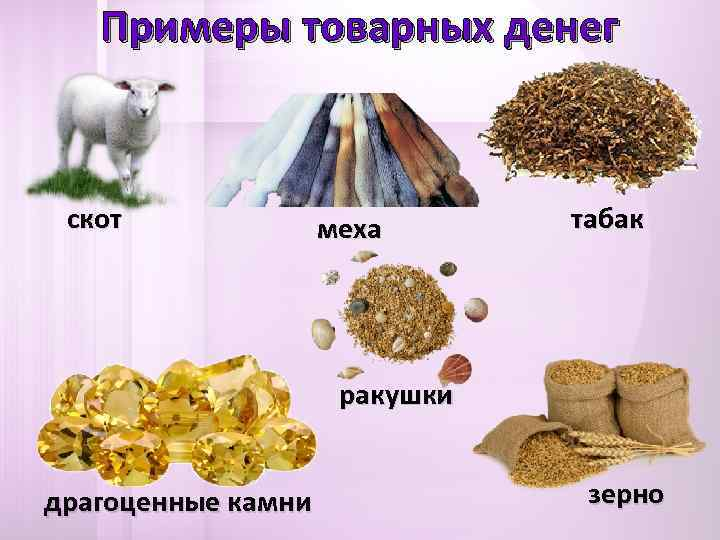 Примеры товарных денег
скот
меха
табак
ракушки
драгоценные камни
зерно